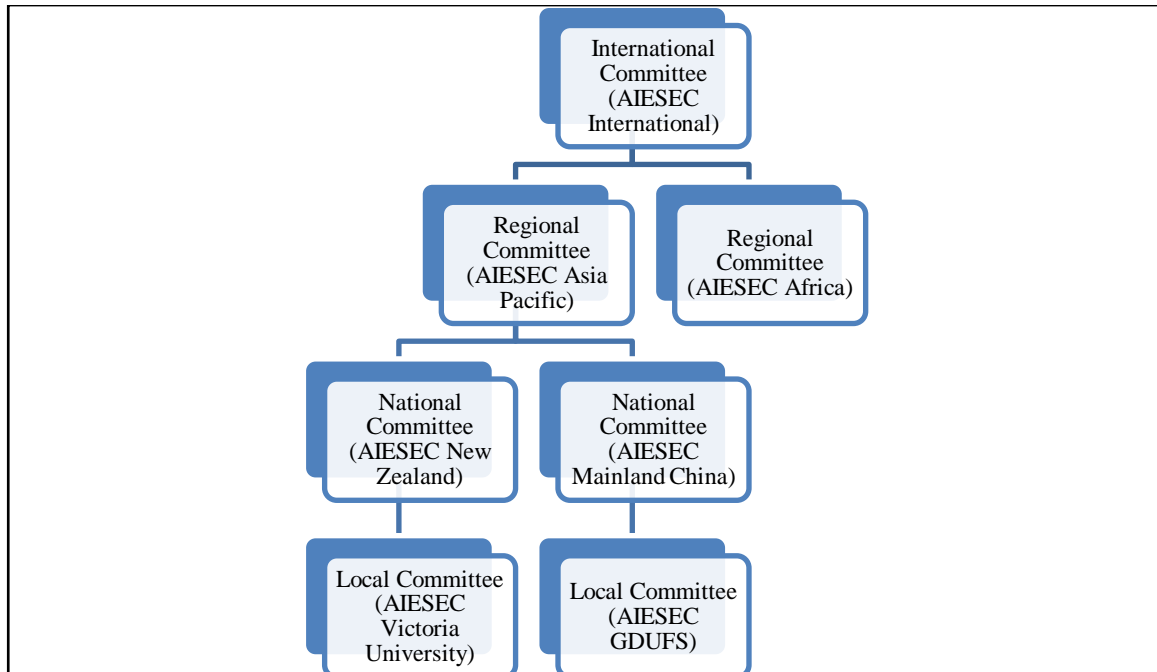 International
Committee
(AIESEC
International)
Regional
Committee
(AIESEC Asia
Pacific)
Regional
Committee
(AIESEC Africa)
National
Committee
(AIESEC New
Zealand)
National
Committee
(AIESEC
Mainland China)
Local Committee
(AIESEC
Victoria
University)
Local Committee
(AIESEC
GDUFS)